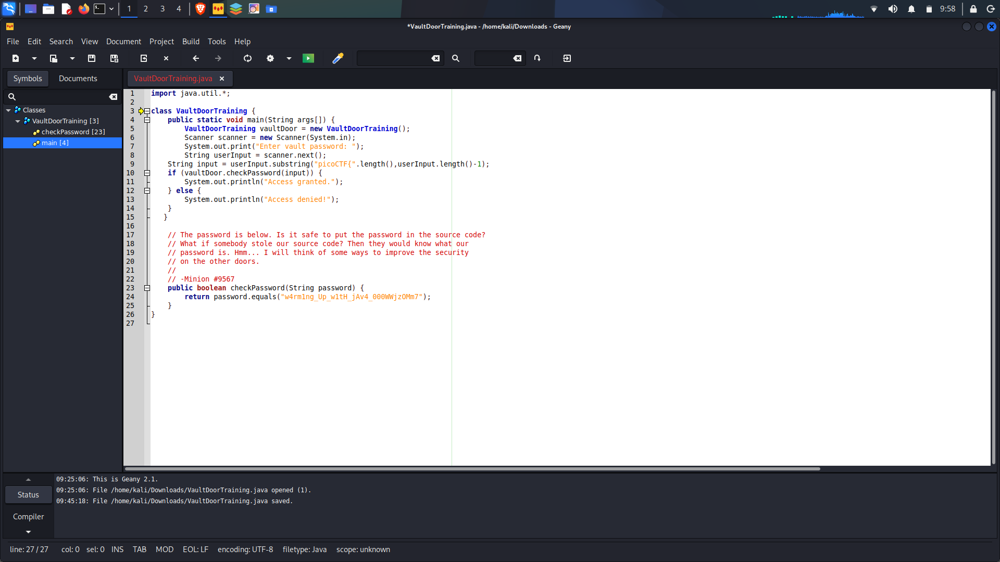 1 2 3 4 9:58
*VaultDoorTraining.java - /home/kali/Downloads - Geany
File Edit Search View Document Project Build Tools Help
Symbols Documents VaultDoorTraining.java
Classes
VaultDoorTraining [3]
checkPassword [23]
main [4]
1 import java.util.*;
2
3 class VaultDoorTraining {
4 public static void main(String args[]) {
5 VaultDoorTraining vaultDoor = new VaultDoorTraining();
6 Scanner scanner = new Scanner(System.in);
7 System.out.print("Enter vault password: ");
8 String userInput = scanner.next();
9 String input = userInput.substring("picoCTF{".length(),userInput.length()-1);
10 if (vaultDoor.checkPassword(input)) {
11 System.out.println("Access granted.");
12 } else {
13 System.out.println("Access denied!");
14 }
15 }
16
17 // The password is below. Is it safe to put the password in the source code?
18 // What if somebody stole our source code? Then they would know what our
19 // password is. Hmm... I will think of some ways to improve the security
20 // on the other doors.
21 //
22 // -Minion #9567
23 public boolean checkPassword(String password) {
24 return password.equals("w4rm1ng_Up_w1tH_jAv4_000WWjzOMm7");
25 }
26 }
27
09:25:06: This is Geany 2.1.
09:25:06: File /home/kali/Downloads/VaultDoorTraining.java opened (1).
09:45:18: File /home/kali/Downloads/VaultDoorTraining.java saved.
Status
Compiler
line: 27 / 27 col: 0 sel: 0 INS TAB MOD EOL: LF encoding: UTF-8 filetype: Java scope: unknown